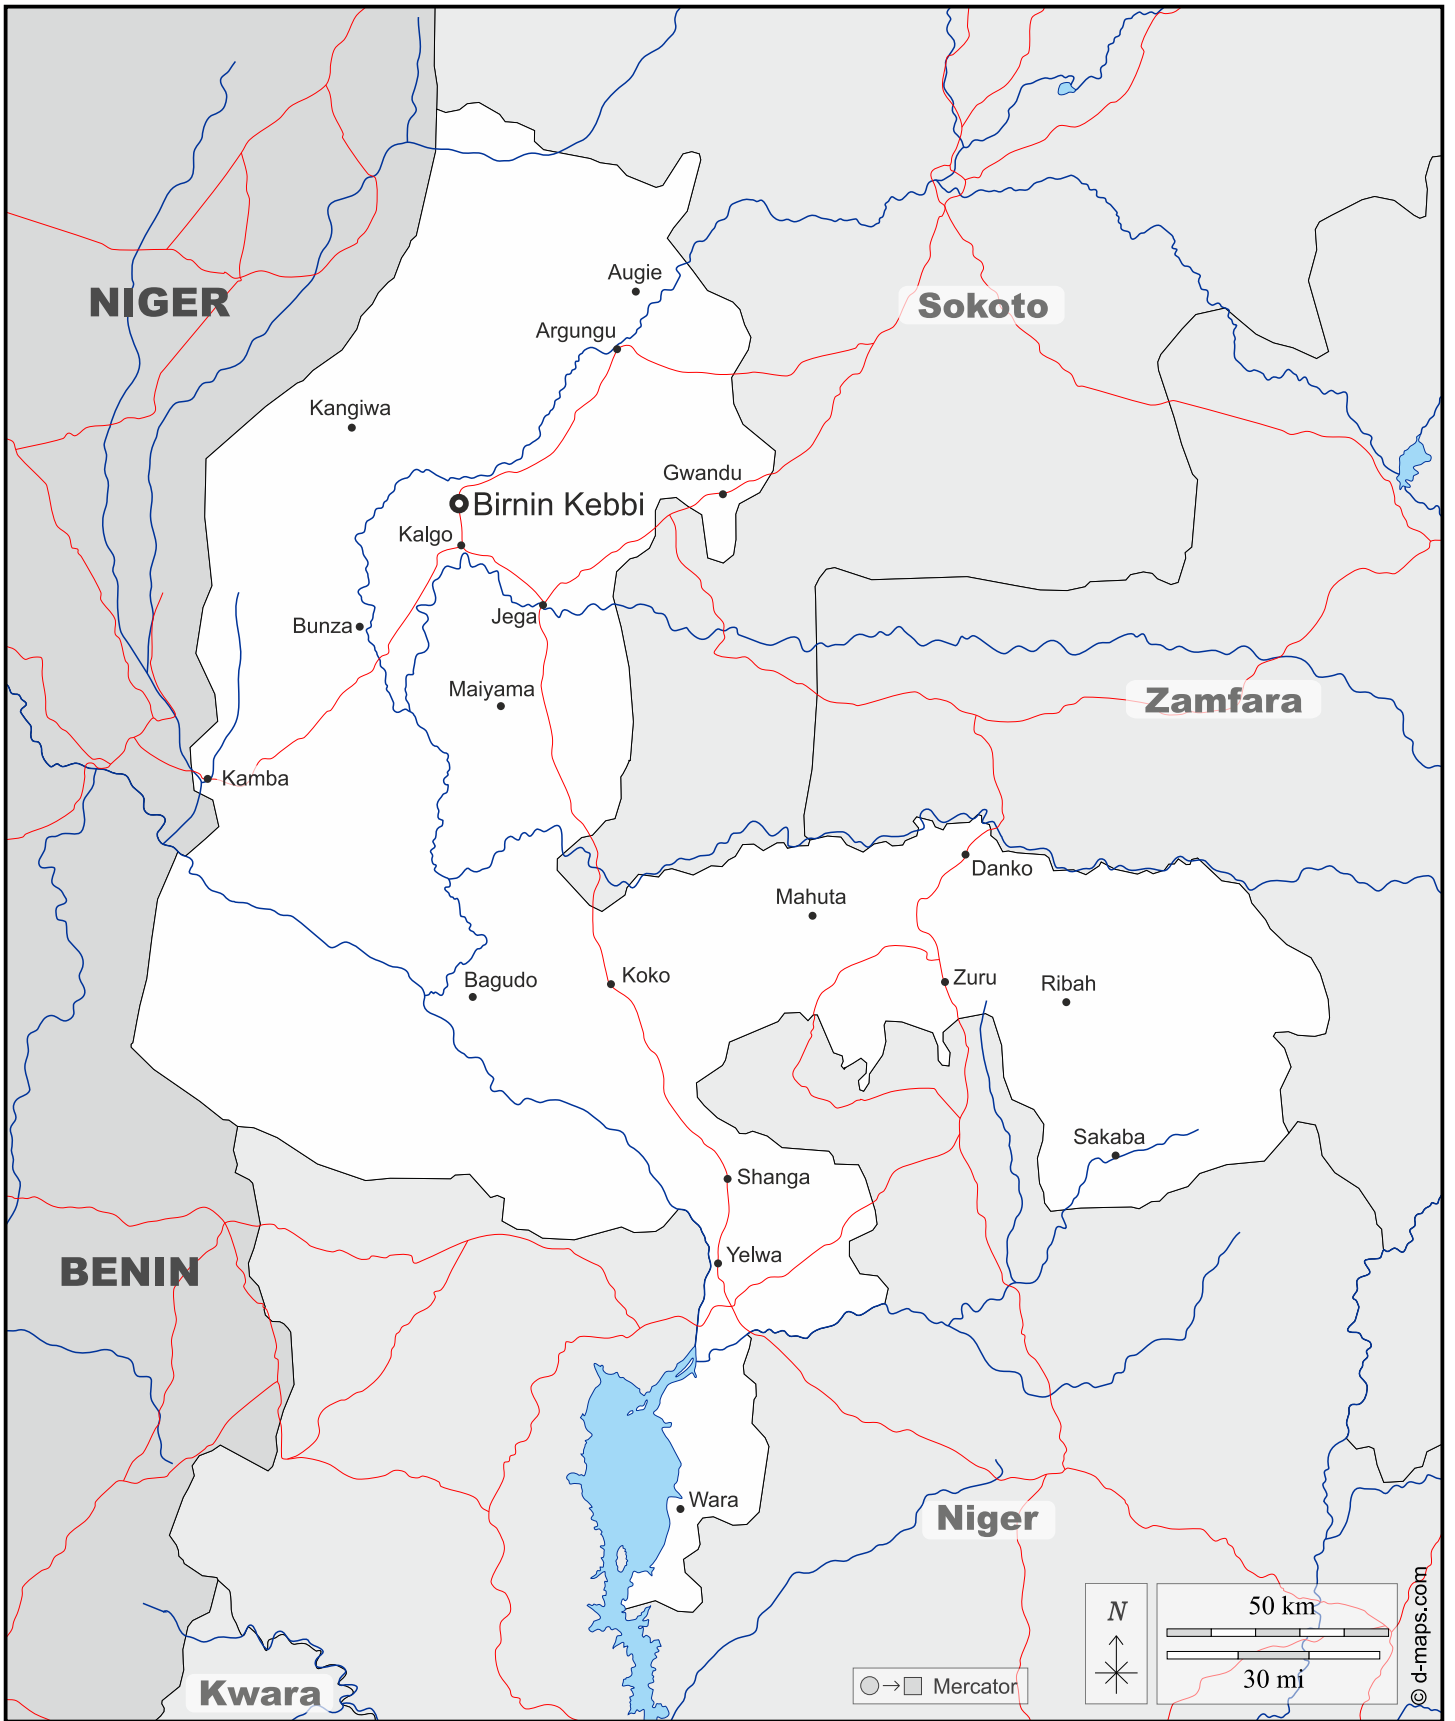 Augie
NIGER
Sokoto
Argungu
Kangiwa
Gwandu
Birnin Kebbi
Kalgo
Jega
Bunza
Maiyama
Zamfara
Kamba
Danko
Mahuta
Koko
Zuru
Ribah
Bagudo
Sakaba
Shanga
Yelwa
BENIN
Wara
Niger
N
50 km
30 mi
Mercator
Kwara
© d-maps.com